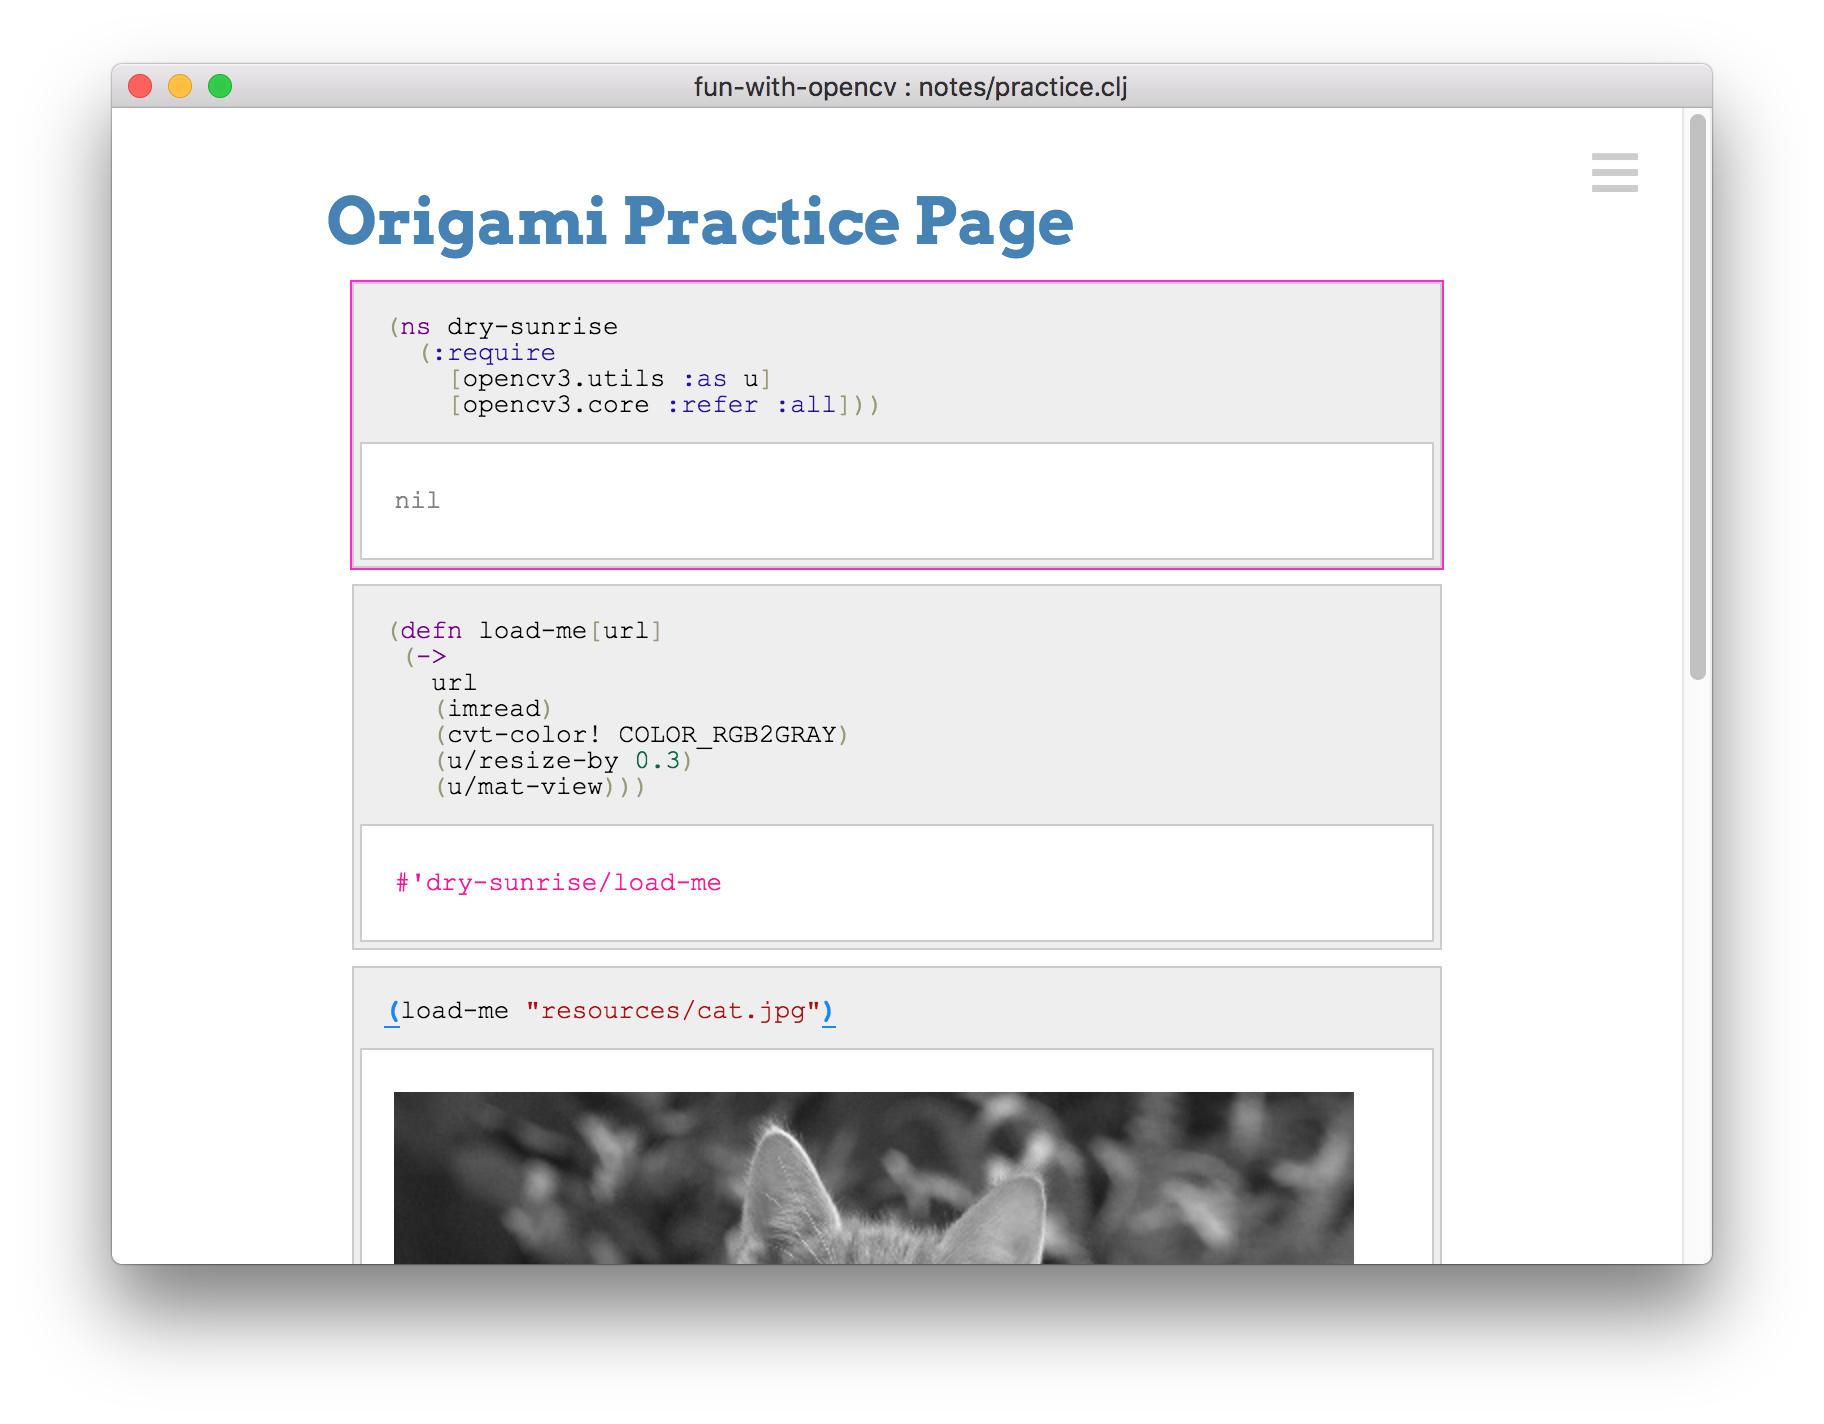 fun-with-opencv : notes/practice.clj
Origami Practice Page
(ns dry-sunrise
  (:require
    [opencv3.utils :as u]
    [opencv3.core :refer :all]))
nil
(defn load-me[url]
 (->
   url
   (imread)
   (cvt-color! COLOR_RGB2GRAY)
   (u/resize-by 0.3)
   (u/mat-view)))
#'dry-sunrise/load-me
(load-me "resources/cat.jpg")